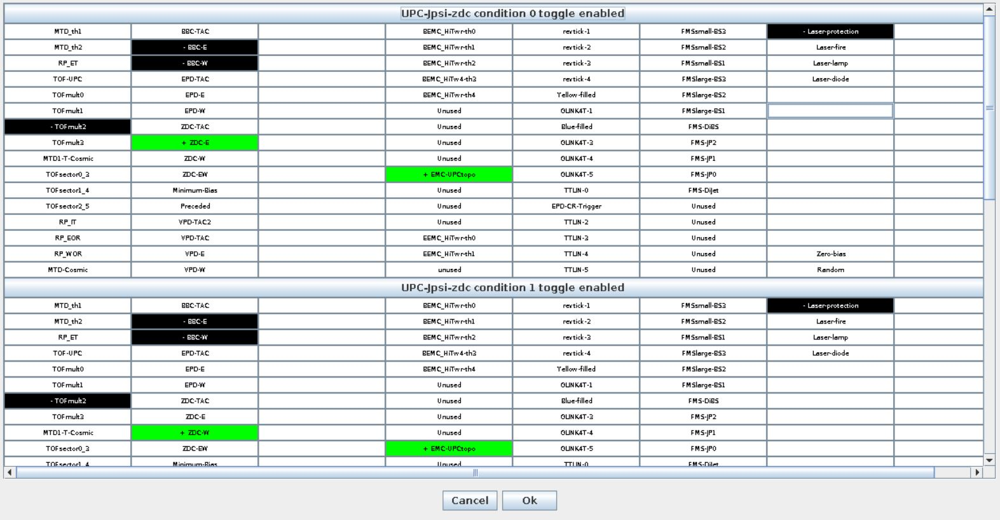 UPC-Jpsi-zdc condition 0 toggle enabled
MTD_th1 BBC-TAC BEMC_HiTwr-th0 revtick-1 FMSsmall-BS3 - Laser-protection
MTD_th2 - BBC-E BEMC_HiTwr-th1 revtick-2 FMSsmall-BS2 Laser-fire
RP_ET - BBC-W BEMC_HiTwr-th2 revtick-3 FMSsmall-BS1 Laser-lamp
TOF-UPC EPD-TAC BEMC_HiTw4-th3 revtick-4 FMSlarge-BS3 Laser-diode
TOFmult0 EPD-E BEMC_HiTwr-th4 Yellow-filled FMSlarge-BS2
TOFmult1 EPD-W Unused GLINK4T-1 FMSlarge-BS1
- TOFmult2 ZDC-TAC Unused Blue-filled FMS-DiBS
TOFmult3 + ZDC-E Unused GLINK4T-3 FMS-JP2
MTD1-T-Cosmic ZDC-W Unused GLINK4T-4 FMS-JP1
TOFsector0_3 ZDC-EW + EMC-UPCtopo GLINK4T-5 FMS-JP0
TOFsector1_4 Minimum-Bias Unused TTLIN-0 FMS-DiJet
TOFsector2_5 Preceded Unused EPD-CR-Trigger Unused
RP_IT VPD-TAC2 Unused TTLIN-2 Unused
RP_EOR VPD-TAC EEMC_HiTwr-th0 TTLIN-3 Unused
RP_WOR VPD-E EEMC_HiTwr-th1 TTLIN-4 Unused Zero-bias
MTD-Cosmic VPD-W unused TTLIN-5 Unused Random
UPC-Jpsi-zdc condition 1 toggle enabled
MTD_th1 BBC-TAC BEMC_HiTwr-th0 revtick-1 FMSsmall-BS3 - Laser-protection
MTD_th2 - BBC-E BEMC_HiTwr-th1 revtick-2 FMSsmall-BS2 Laser-fire
RP_ET - BBC-W BEMC_HiTwr-th2 revtick-3 FMSsmall-BS1 Laser-lamp
TOF-UPC EPD-TAC BEMC_HiTw4-th3 revtick-4 FMSlarge-BS3 Laser-diode
TOFmult0 EPD-E BEMC_HiTwr-th4 Yellow-filled FMSlarge-BS2
TOFmult1 EPD-W Unused GLINK4T-1 FMSlarge-BS1
- TOFmult2 ZDC-TAC Unused Blue-filled FMS-DiBS
TOFmult3 ZDC-E Unused GLINK4T-3 FMS-JP2
MTD1-T-Cosmic + ZDC-W Unused GLINK4T-4 FMS-JP1
TOFsector0_3 ZDC-EW + EMC-UPCtopo GLINK4T-5 FMS-JP0
TOFsector1_4 Minimum-Bias Unused TTLIN-0 FMS-DiJet
Cancel Ok